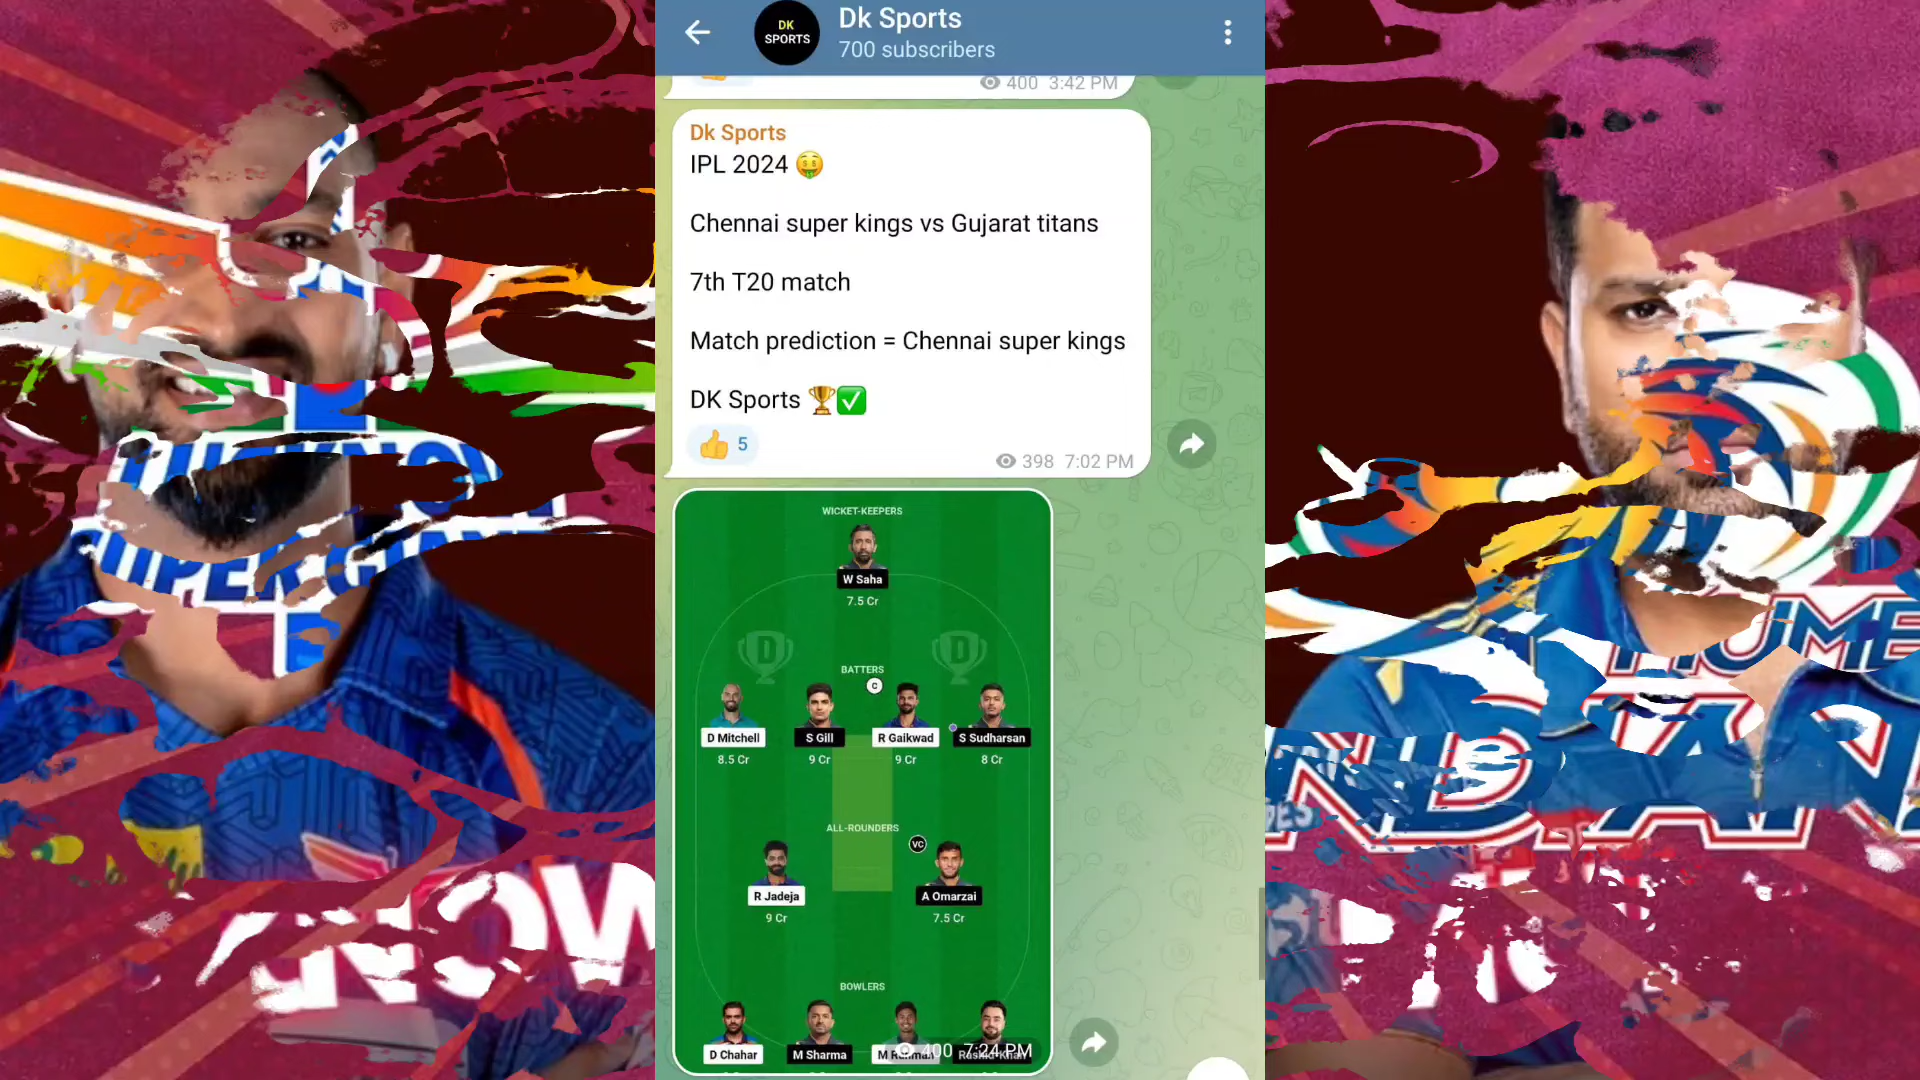 DK
SPORTS
Dk Sports
700 subscribers
400 3:42 PM
Dk Sports
IPL 2024 🤑
Chennai super kings vs Gujarat titans
7th T20 match
Match prediction = Chennai super kings
DK Sports 🏆✅
👍 5
398 7:02 PM
WICKET-KEEPERS
W Saha
7.5 Cr
D D
BATTERS
C
D Mitchell S Gill R Gaikwad S Sudharsan
8.5 Cr 9 Cr 9 Cr 8 Cr
ALL-ROUNDERS
VC
R Jadeja A Omarzai
9 Cr 7.5 Cr
BOWLERS
D Chahar M Sharma M Rahman Rashid-Khan
400 7:24 PM